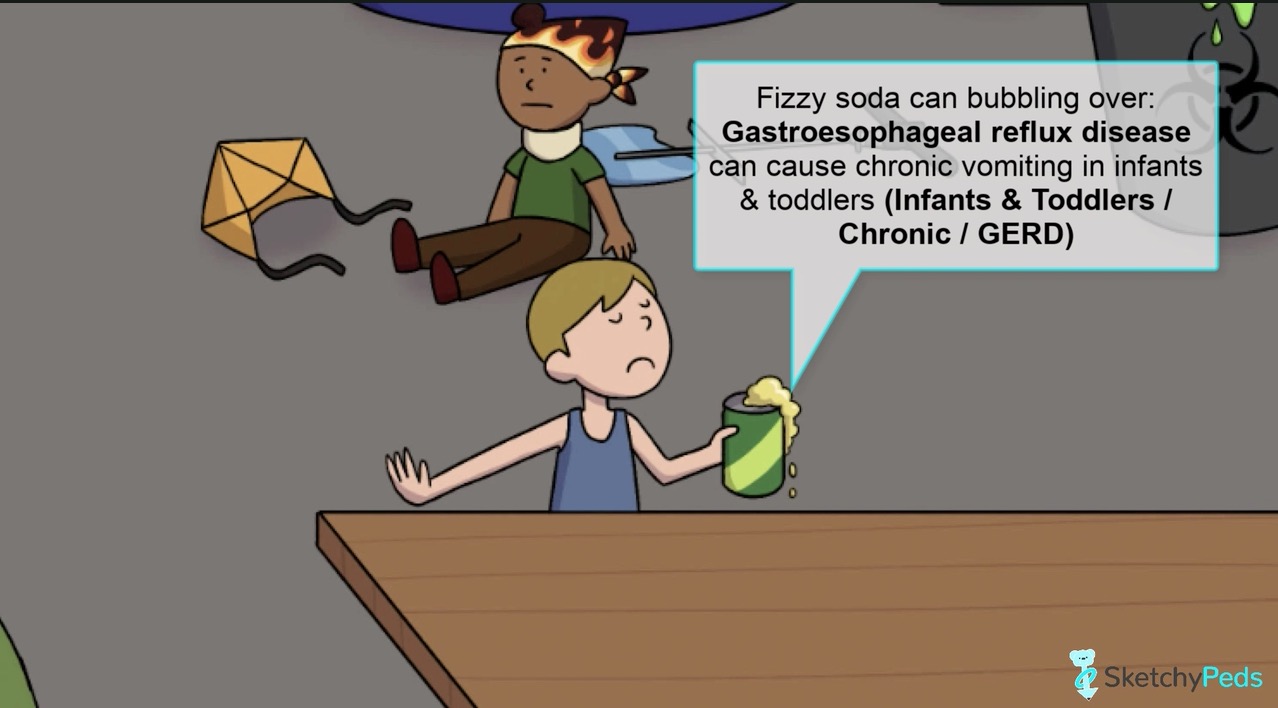 Fizzy soda can bubbling over:
Gastroesophageal reflux disease
can cause chronic vomiting in infants
& toddlers (Infants & Toddlers /
Chronic / GERD)
SketchyPeds